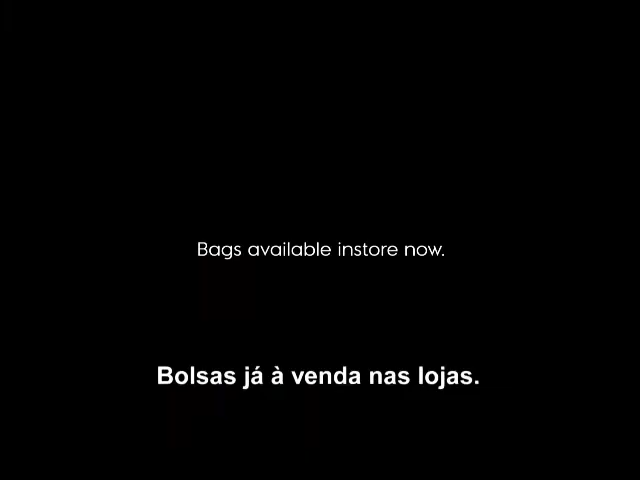 Bags available instore now.
Bolsas já à venda nas lojas.